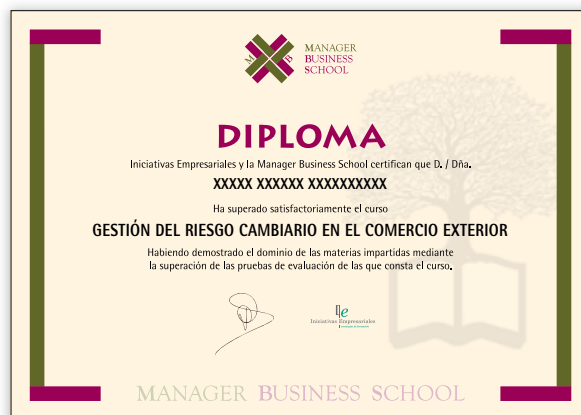 M B
MANAGER
BUSINESS
SCHOOL
DIPLOMA
Iniciativas Empresariales y la Manager Business School certifican que D. / Dña.
XXXXX XXXXXX XXXXXXXXXX
Ha superado satisfactoriamente el curso
GESTIÓN DEL RIESGO CAMBIARIO EN EL COMERCIO EXTERIOR
Habiendo demostrado el dominio de las materias impartidas mediante
la superación de las pruebas de evaluación de las que consta el curso.
Iniciativas Empresariales
MANAGER BUSINESS SCHOOL